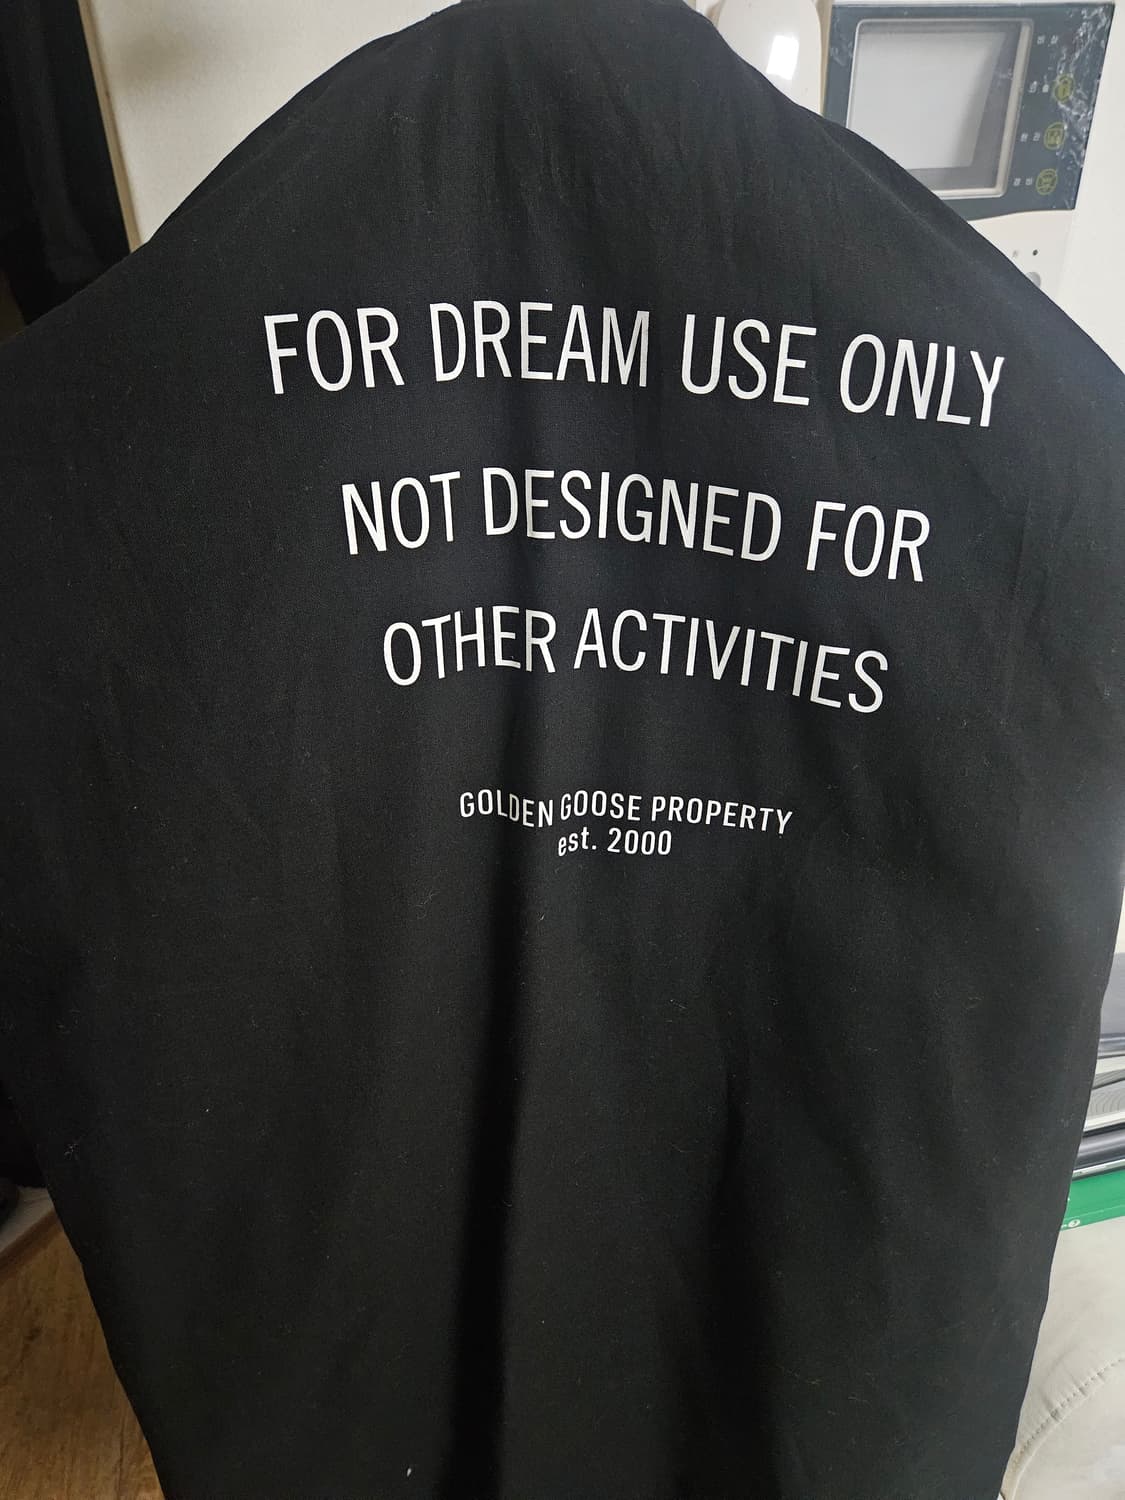 FOR DREAM USE ONLY
NOT DESIGNED FOR
OTHER ACTIVITIES
GOLDEN GOOSE PROPERTY
est. 2000